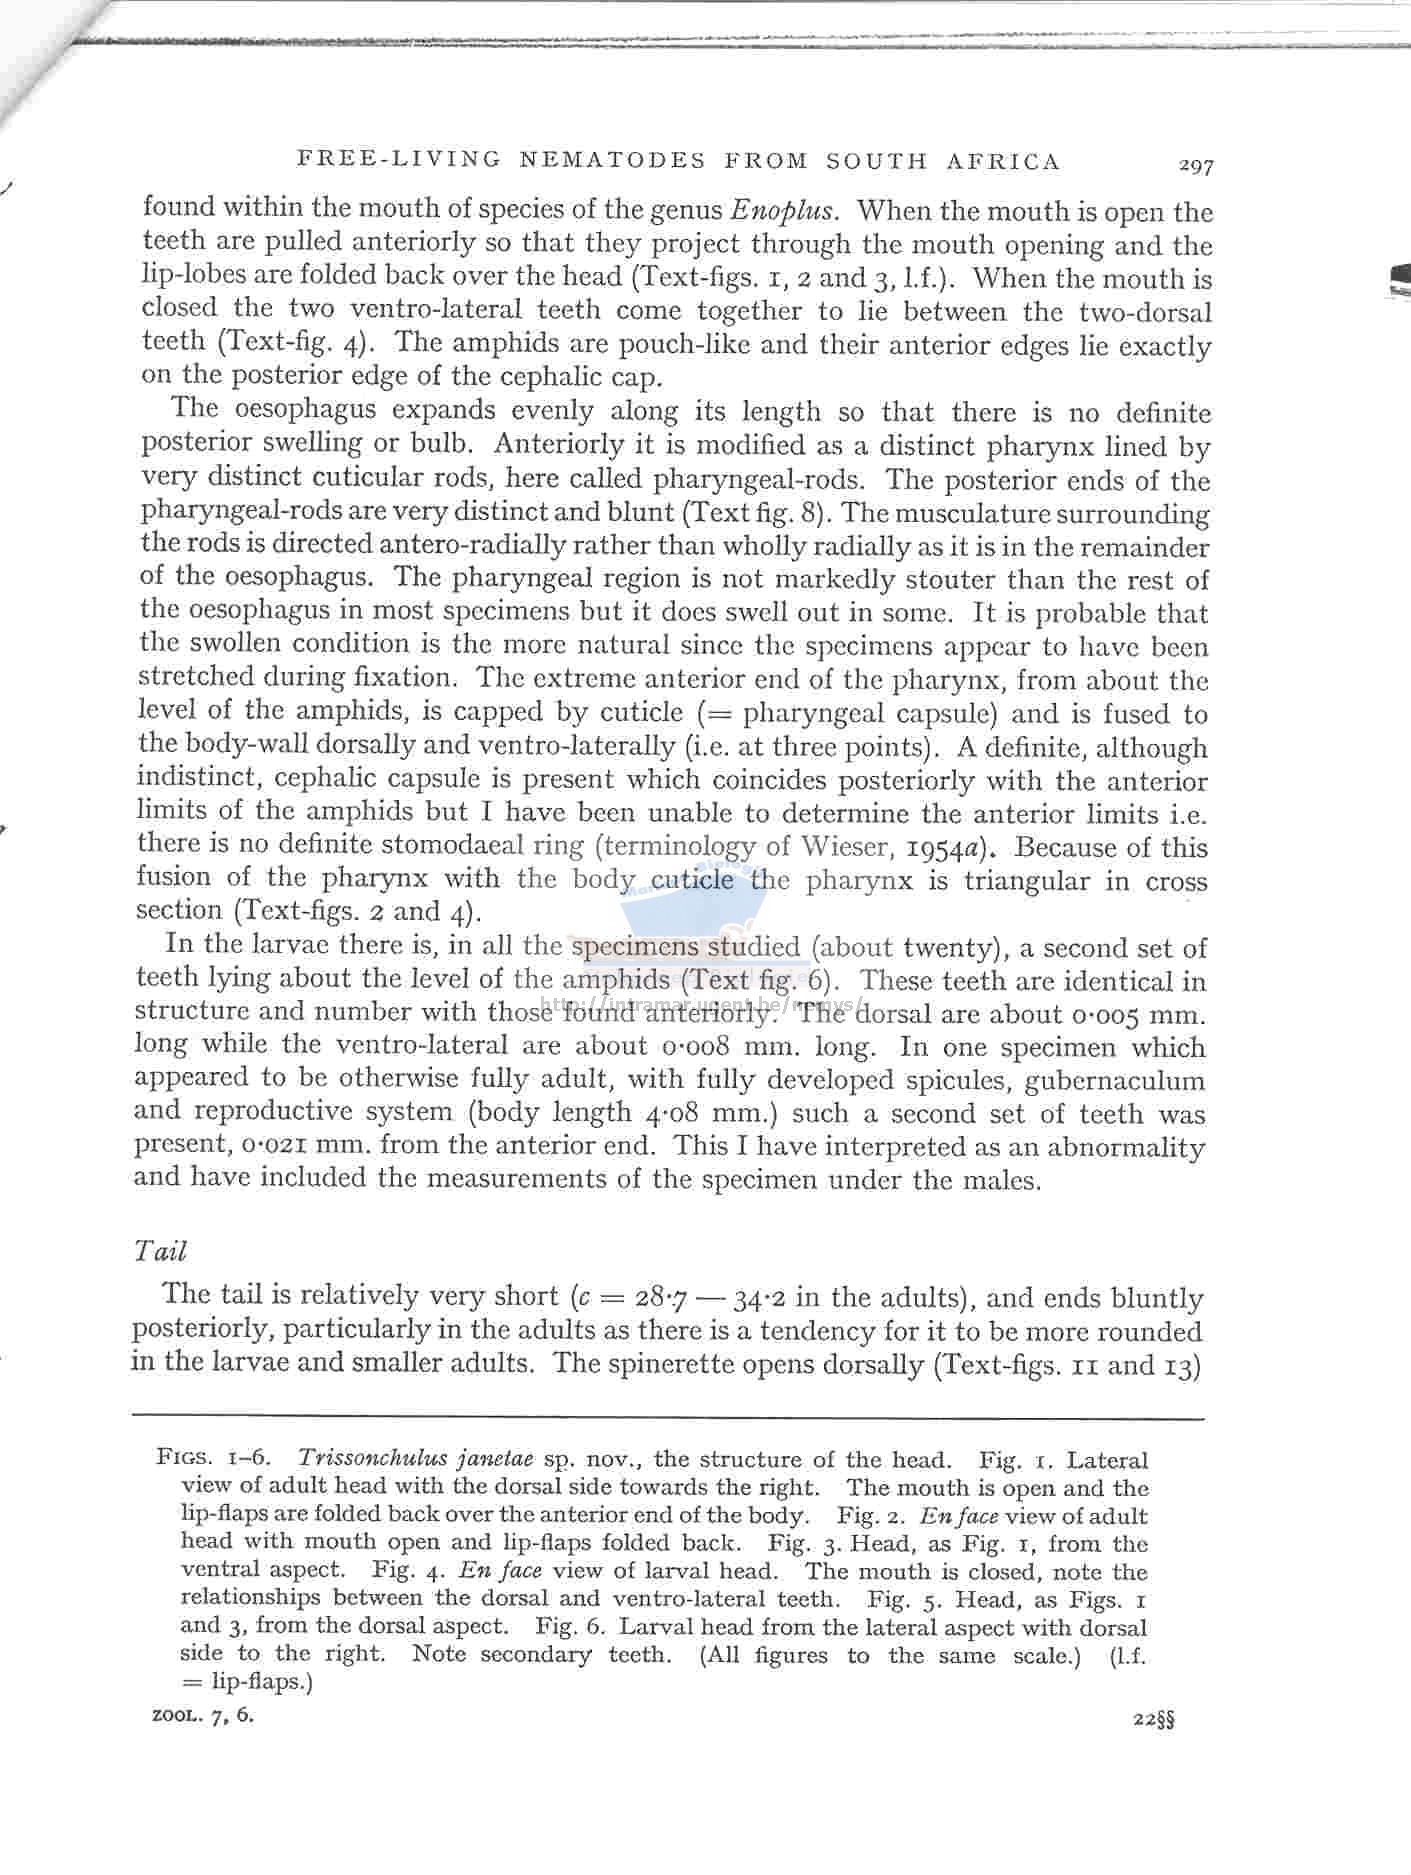 FREE-LIVING NEMATODES FROM SOUTH AFRICA 297
found within the mouth of species of the genus Enoplus. When the mouth is open the
teeth are pulled anteriorly so that they project through the mouth opening and the
lip-lobes are folded back over the head (Text-figs. 1, 2 and 3, l.f.). When the mouth is
closed the two ventro-lateral teeth come together to lie between the two-dorsal
teeth (Text-fig. 4). The amphids are pouch-like and their anterior edges lie exactly
on the posterior edge of the cephalic cap.
The oesophagus expands evenly along its length so that there is no definite
posterior swelling or bulb. Anteriorly it is modified as a distinct pharynx lined by
very distinct cuticular rods, here called pharyngeal-rods. The posterior ends of the
pharyngeal-rods are very distinct and blunt (Text fig. 8). The musculature surrounding
the rods is directed antero-radially rather than wholly radially as it is in the remainder
of the oesophagus. The pharyngeal region is not markedly stouter than the rest of
the oesophagus in most specimens but it does swell out in some. It is probable that
the swollen condition is the more natural since the specimens appear to have been
stretched during fixation. The extreme anterior end of the pharynx, from about the
level of the amphids, is capped by cuticle (= pharyngeal capsule) and is fused to
the body-wall dorsally and ventro-laterally (i.e. at three points). A definite, although
indistinct, cephalic capsule is present which coincides posteriorly with the anterior
limits of the amphids but I have been unable to determine the anterior limits i.e.
there is no definite stomodaeal ring (terminology of Wieser, 1954a). Because of this
fusion of the pharynx with the body cuticle the pharynx is triangular in cross
section (Text-figs. 2 and 4).
In the larvae there is, in all the specimens studied (about twenty), a second set of
teeth lying about the level of the amphids (Text fig. 6). These teeth are identical in
structure and number with those found anteriorly. The dorsal are about 0·005 mm.
http://intramar.ugent.be/nemys/
long while the ventro-lateral are about 0·008 mm. long. In one specimen which
appeared to be otherwise fully adult, with fully developed spicules, gubernaculum
and reproductive system (body length 4·08 mm.) such a second set of teeth was
present, 0·021 mm. from the anterior end. This I have interpreted as an abnormality
and have included the measurements of the specimen under the males.
Tail
The tail is relatively very short (c = 28·7 — 34·2 in the adults), and ends bluntly
posteriorly, particularly in the adults as there is a tendency for it to be more rounded
in the larvae and smaller adults. The spinerette opens dorsally (Text-figs. 11 and 13)
FIGS. 1–6. Trissonchulus janetae sp. nov., the structure of the head. Fig. 1. Lateral
view of adult head with the dorsal side towards the right. The mouth is open and the
lip-flaps are folded back over the anterior end of the body. Fig. 2. En face view of adult
head with mouth open and lip-flaps folded back. Fig. 3. Head, as Fig. 1, from the
ventral aspect. Fig. 4. En face view of larval head. The mouth is closed, note the
relationships between the dorsal and ventro-lateral teeth. Fig. 5. Head, as Figs. 1
and 3, from the dorsal aspect. Fig. 6. Larval head from the lateral aspect with dorsal
side to the right. Note secondary teeth. (All figures to the same scale.) (l.f.
= lip-flaps.)
ZOOL. 7, 6. 22§§